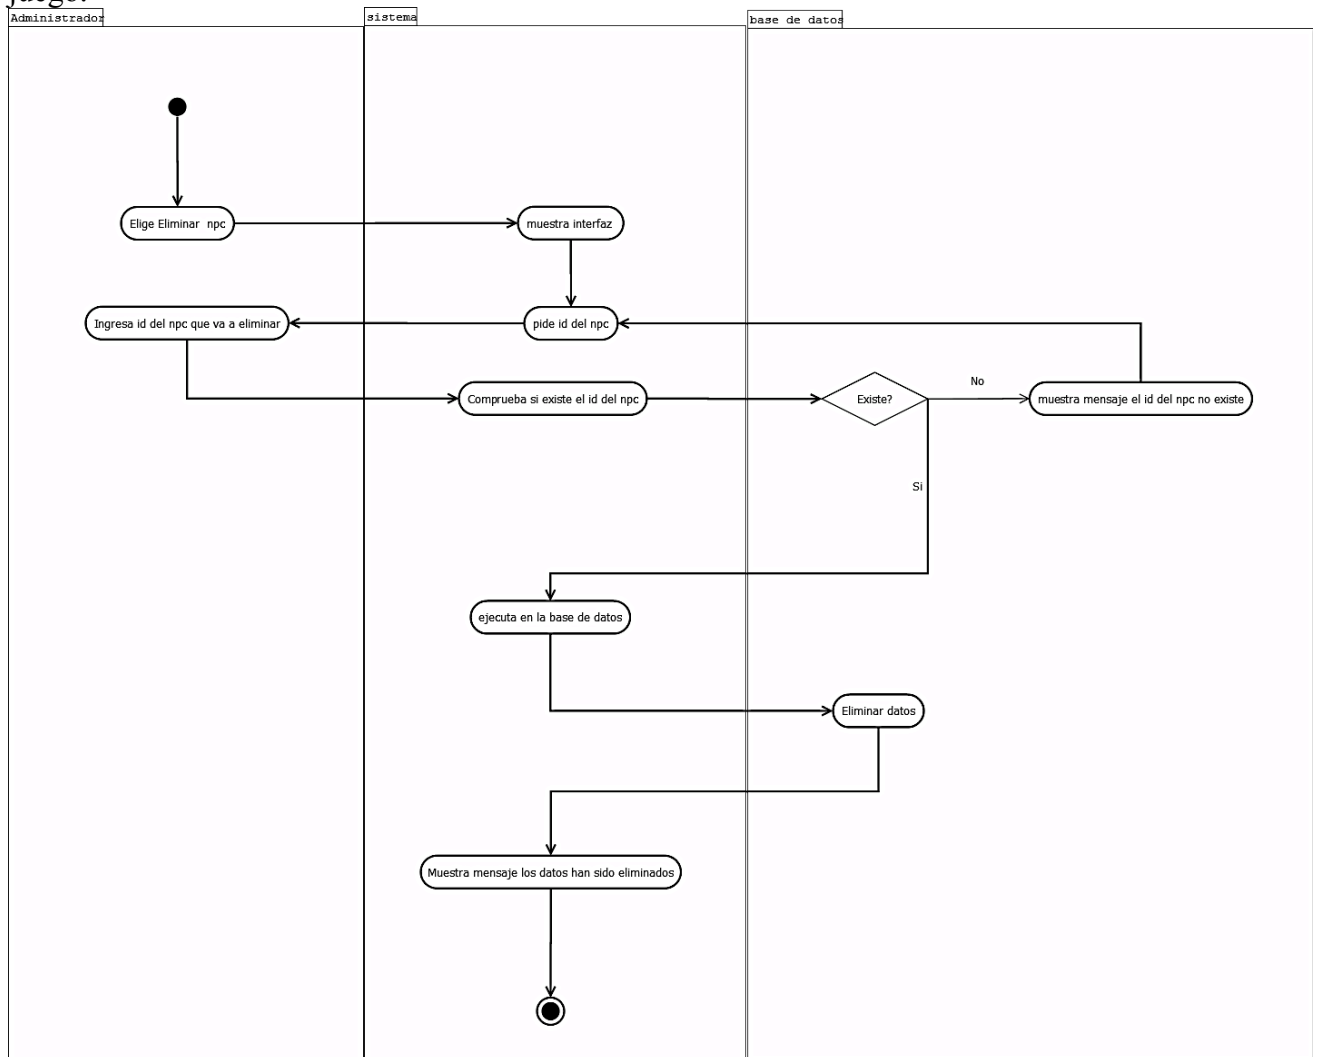 juego.
Administrador
sistema
base de datos
Elige Eliminar npc
muestra interfaz
Ingresa id del npc que va a eliminar
pide id del npc
No
Comprueba si existe el id del npc
Existe?
muestra mensaje el id del npc no existe
Si
ejecuta en la base de datos
Eliminar datos
Muestra mensaje los datos han sido eliminados